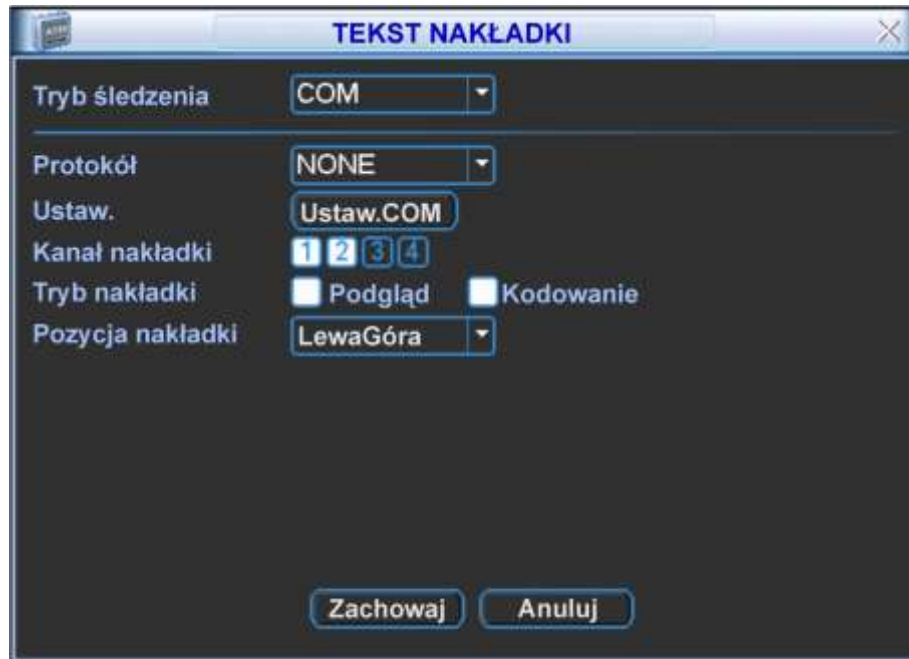 TEKST NAKŁADKI
Tryb śledzenia COM
Protokół NONE
Ustaw. Ustaw.COM
Kanał nakładki 1 2 3 4
Tryb nakładki Podgląd Kodowanie
Pozycja nakładki LewaGóra
Zachowaj Anuluj